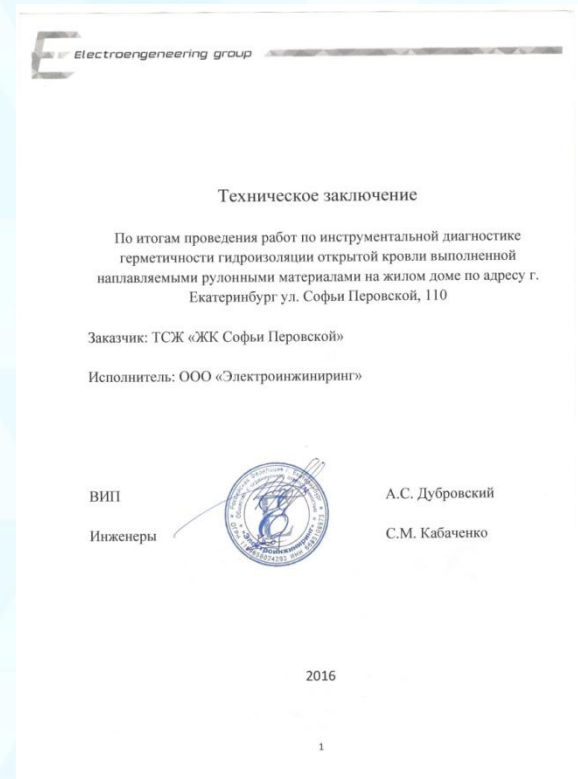 Electroengeneering group
Техническое заключение
По итогам проведения работ по инструментальной диагностике
герметичности гидроизоляции открытой кровли выполненной
наплавляемыми рулонными материалами на жилом доме по адресу г.
Екатеринбург ул. Софьи Перовской, 110
Заказчик: ТСЖ «ЖК Софьи Перовской»
Исполнитель: ООО «Электроинжиниринг»
ВИП
А.С. Дубровский
Инженеры
С.М. Кабаченко
«Электроинжиниринг»
2016
1